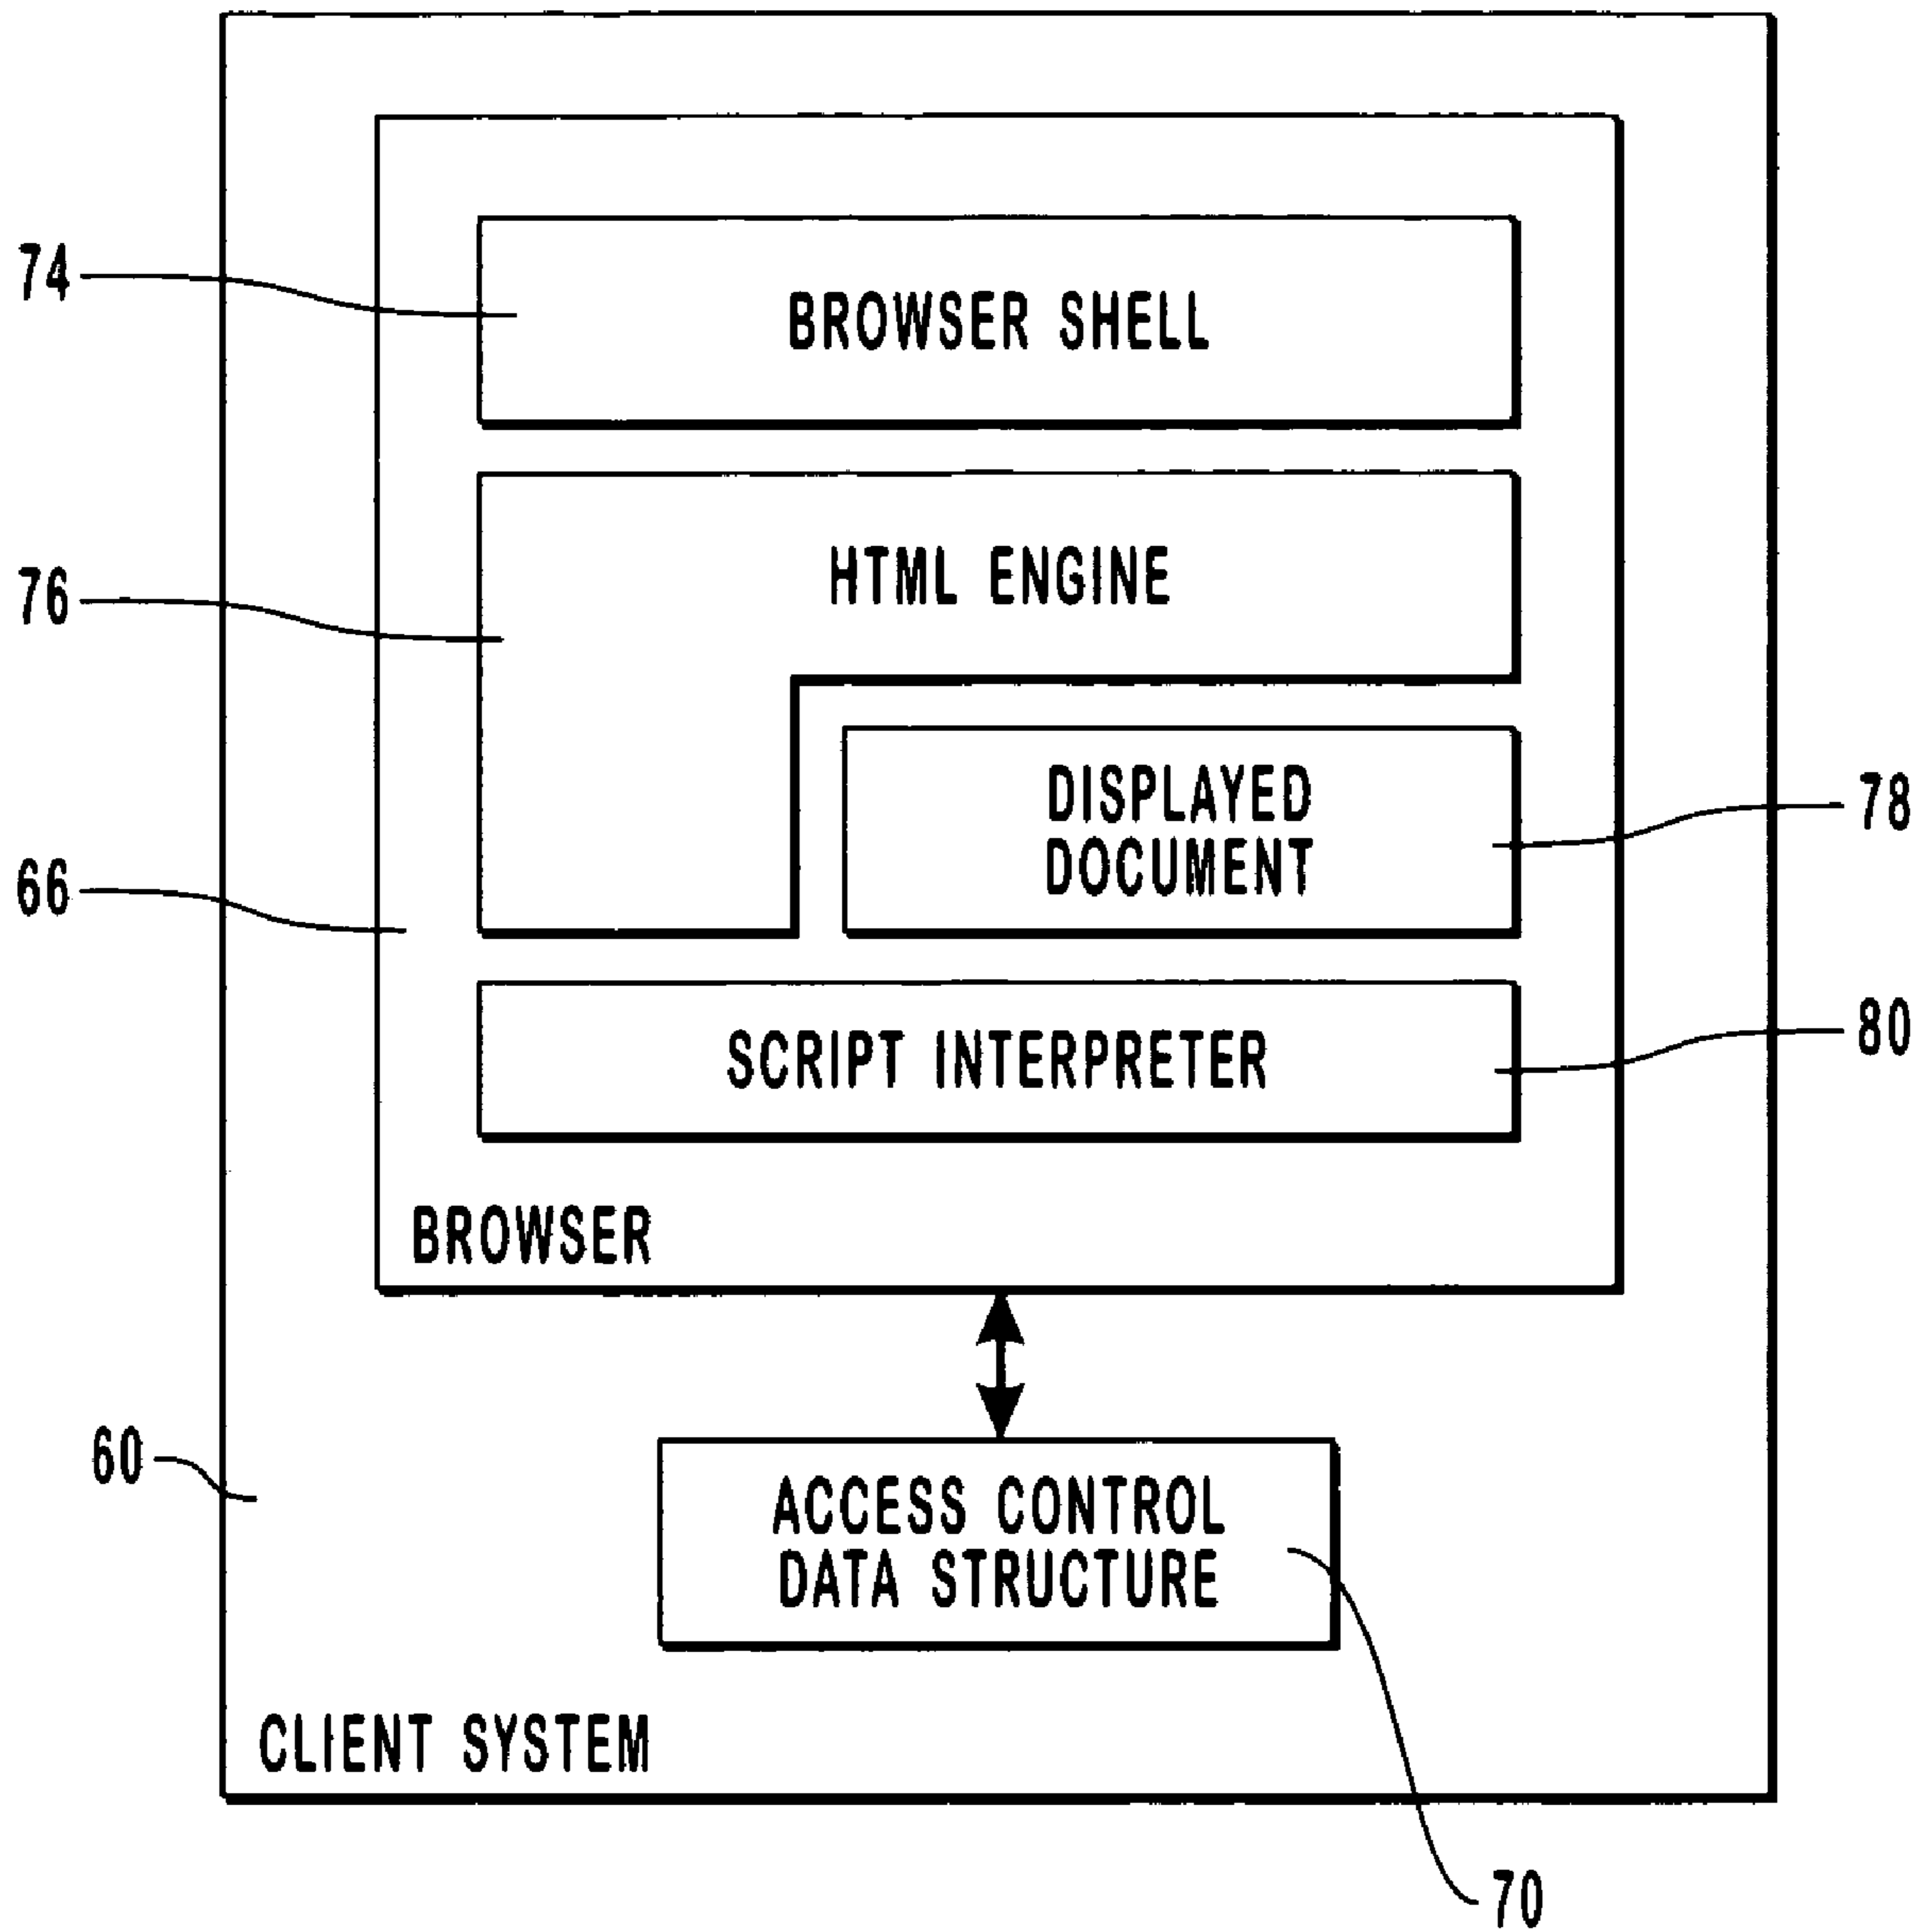 74
BROWSER SHELL
76
HTML ENGINE
DISPLAYED
DOCUMENT
78
66
SCRIPT INTERPRETER
80
BROWSER
60
ACCESS CONTROL
DATA STRUCTURE
CLIENT SYSTEM
70